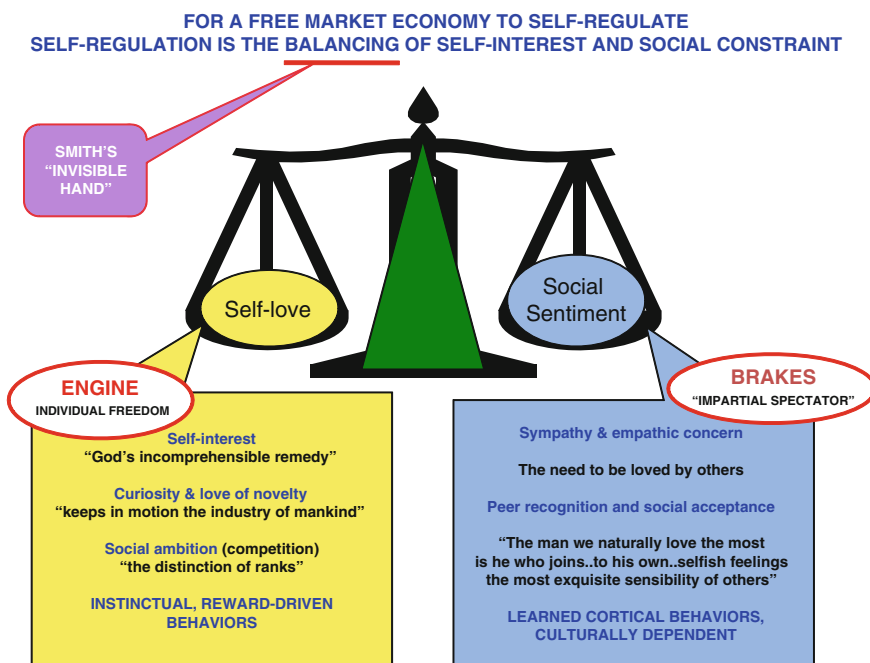 FOR A FREE MARKET ECONOMY TO SELF-REGULATE
SELF-REGULATION IS THE BALANCING OF SELF-INTEREST AND SOCIAL CONSTRAINT
SMITH'S
“INVISIBLE
HAND”
Self-love
Social
Sentiment
ENGINE
INDIVIDUAL FREEDOM
Self-interest
“God’s incomprehensible remedy”
Curiosity & love of novelty
“keeps in motion the industry of mankind”
Social ambition (competition)
“the distinction of ranks”
INSTINCTUAL, REWARD-DRIVEN
BEHAVIORS
BRAKES
“IMPARTIAL SPECTATOR”
Sympathy & empathic concern
The need to be loved by others
Peer recognition and social acceptance
“The man we naturally love the most
is he who joins..to his own..selfish feelings
the most exquisite sensibility of others”
LEARNED CORTICAL BEHAVIORS,
CULTURALLY DEPENDENT